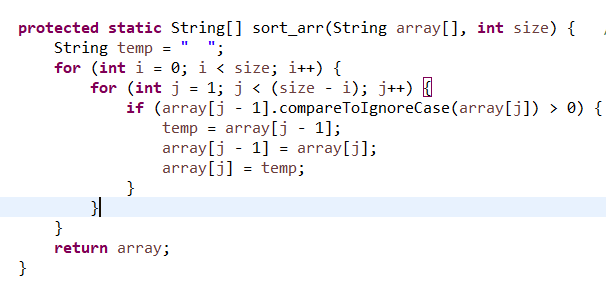 protected static String[] sort_arr(String array[], int size) {
    String temp = "  ";
    for (int i = 0; i < size; i++) {
        for (int j = 1; j < (size - i); j++) {
            if (array[j - 1].compareToIgnoreCase(array[j]) > 0) {
                temp = array[j - 1];
                array[j - 1] = array[j];
                array[j] = temp;
            }
        }
    }
    return array;
}